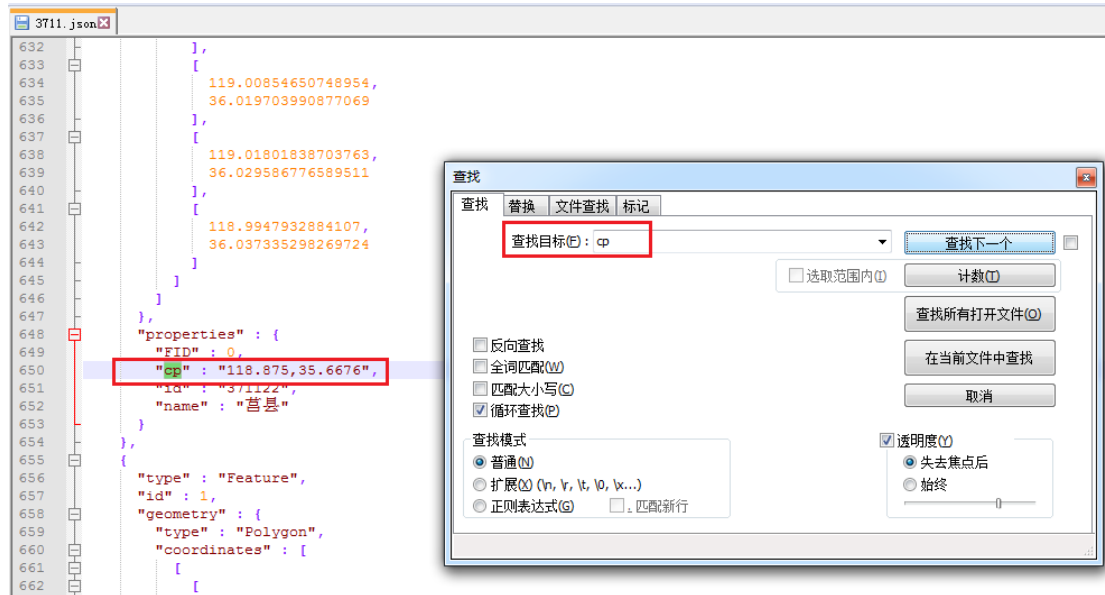 3711.json
632 ],
633 [
634 119.00854650748954,
635 36.019703990877069
636 ],
637 [
638 119.01801838703763,
639 36.029586776589511
640 ],
641 [
642 118.9947932884107,
643 36.037335298269724
644 ]
645 ]
646 ]
647 },
648 "properties" : {
649 "FID" : 0,
650 "cp" : "118.875,35.6676",
651 "id" : "371122",
652 "name" : "莒县"
653 }
654 },
655 {
656 "type" : "Feature",
657 "id" : 1,
658 "geometry" : {
659 "type" : "Polygon",
660 "coordinates" : [
661 [
662 [
查找
查找 替换 文件查找 标记
查找目标(F) : cp
查找下一个
选取范围内(I) 计数(T)
查找所有打开文件(O)
在当前文件中查找
取消
反向查找
全词匹配(W)
匹配大小写(C)
循环查找(P)
查找模式
普通(N)
扩展(X) (\n, \r, \t, \0, \x...)
正则表达式(G) . 匹配新行
透明度(Y)
失去焦点后
始终